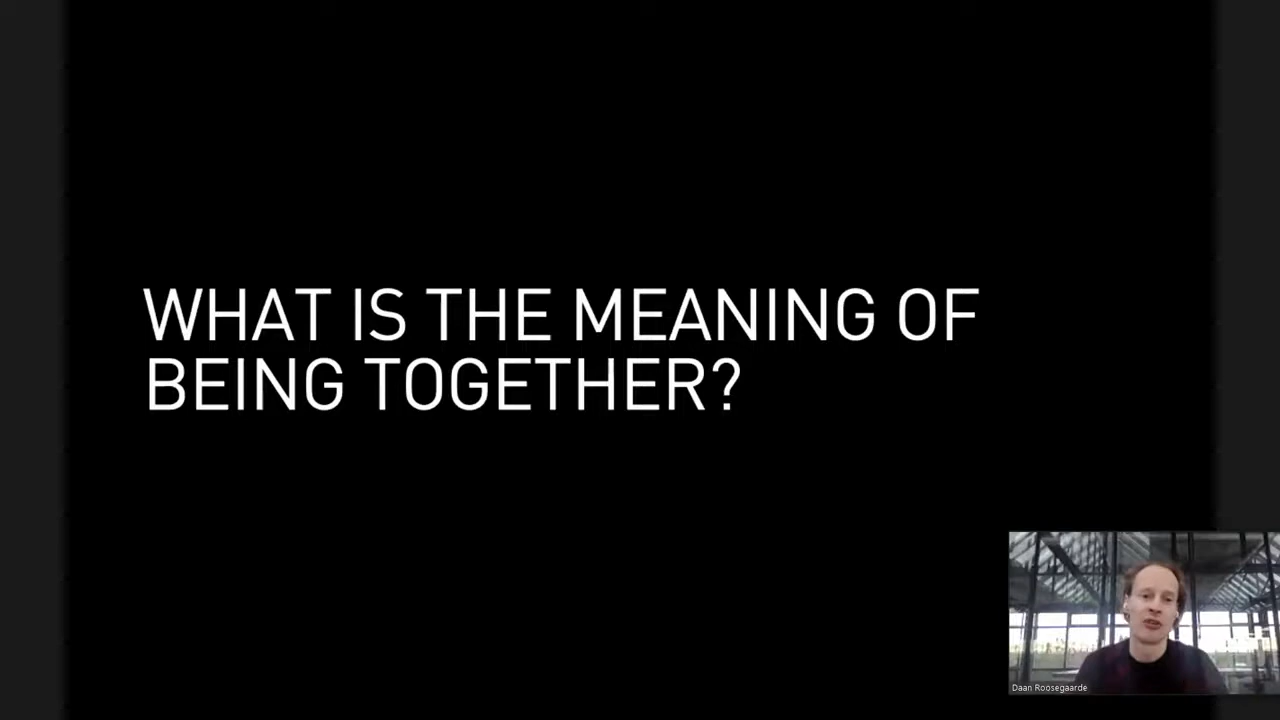 WHAT IS THE MEANING OF
BEING TOGETHER?
Daan Roosegaarde